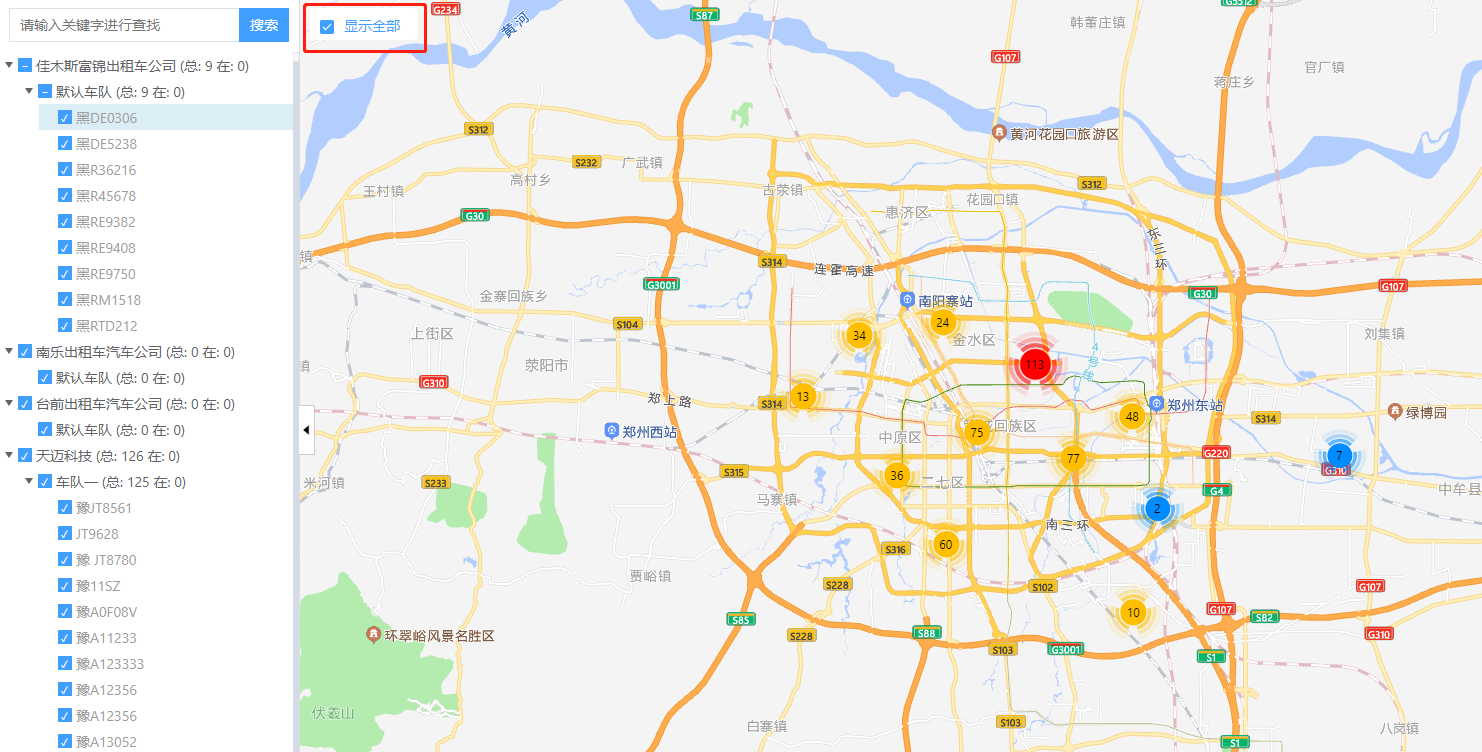 请输入关键字进行查找
搜索
佳木斯富锦出租车公司 (总: 9 在: 0)
默认车队 (总: 9 在: 0)
黑DE0306
黑DE5238
黑R36216
黑R45678
黑RE9382
黑RE9408
黑RE9750
黑RM1518
黑RTD212
南乐出租车汽车公司 (总: 0 在: 0)
默认车队 (总: 0 在: 0)
台前出租车汽车公司 (总: 0 在: 0)
默认车队 (总: 0 在: 0)
天迈科技 (总: 126 在: 0)
车队一 (总: 125 在: 0)
豫JT8561
JT9628
豫 JT8780
豫11SZ
豫A0F08V
豫A11233
豫A123333
豫A12356
豫A12356
豫A13052
显示全部
G234
黄河
S87
韩董庄镇
G107
官厂镇
蒋庄乡
S312
黄河花园口旅游区
S232
广武镇
高村乡
王村镇
古荥镇
S312
花园口镇
惠济区
G30
东三环
镇
S314
连霍高速
G3001
G30
G107
金寨回族乡
南阳寨站
S104
24
34
金水区
上街区
刘集镇
荥阳市
113
4号线
G310
13
S314
郑上路
48
郑州东站
S314
绿博园
郑州西站
中原区
75
回族区
77
G220
7
G310
S315
36
二七区
米河镇
S233
马寨镇
G4
中牟县
2
南三环
60
S316
贾峪镇
S228
S102
G107
10
G107
S82
S85
S228
S88
G310
环翠峪风景名胜区
S103
G3001
S1
伏羲山
白寨镇
S103
八岗镇
S1